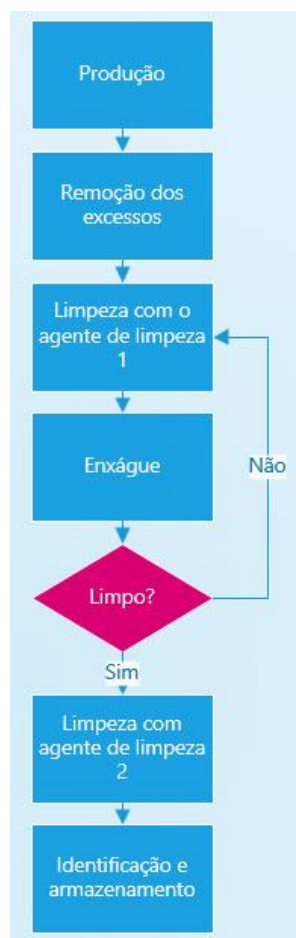 Produção
Remoção dos
excessos
Limpeza com o
agente de limpeza
1
Enxágue
Não
Limpo?
Sim
Limpeza com
agente de limpeza
2
Identificação e
armazenamento